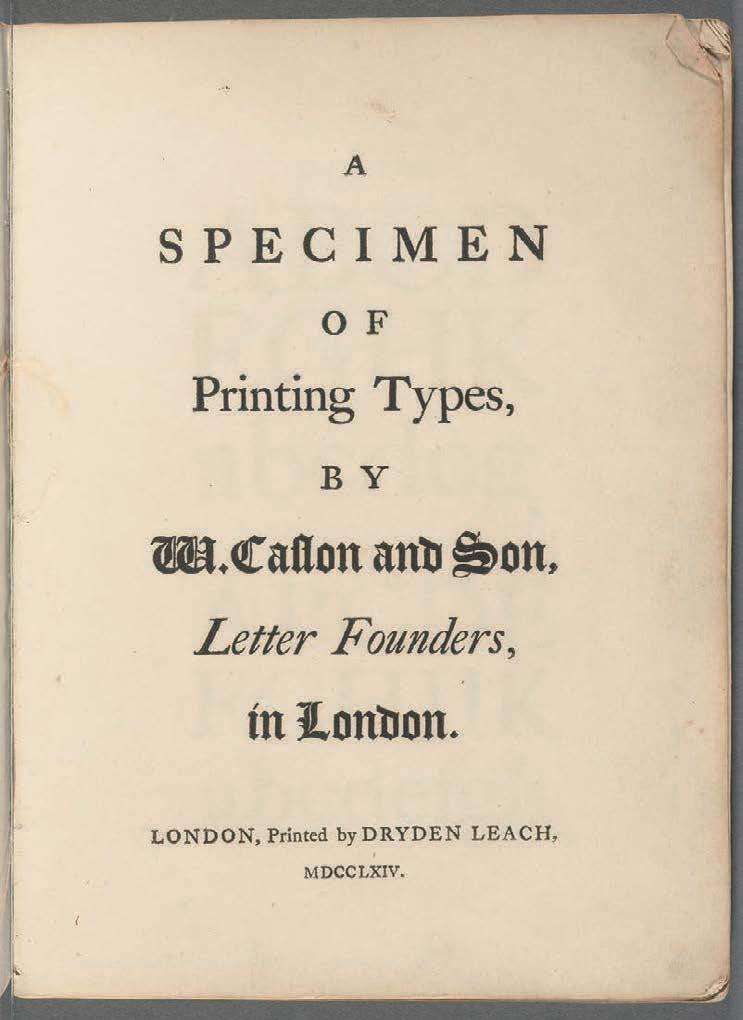 A
SPECIMEN
OF
Printing Types,
BY
W. Caslon and Son,
Letter Founders,
in London.
LONDON, Printed by DRYDEN LEACH,
MDCCLXIV.